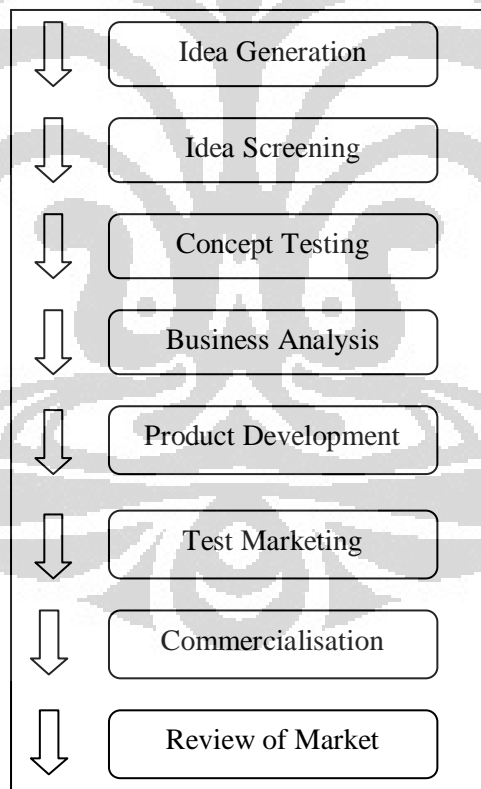 Idea Generation
Idea Screening
Concept Testing
Business Analysis
Product Development
Test Marketing
Commercialisation
Review of Market